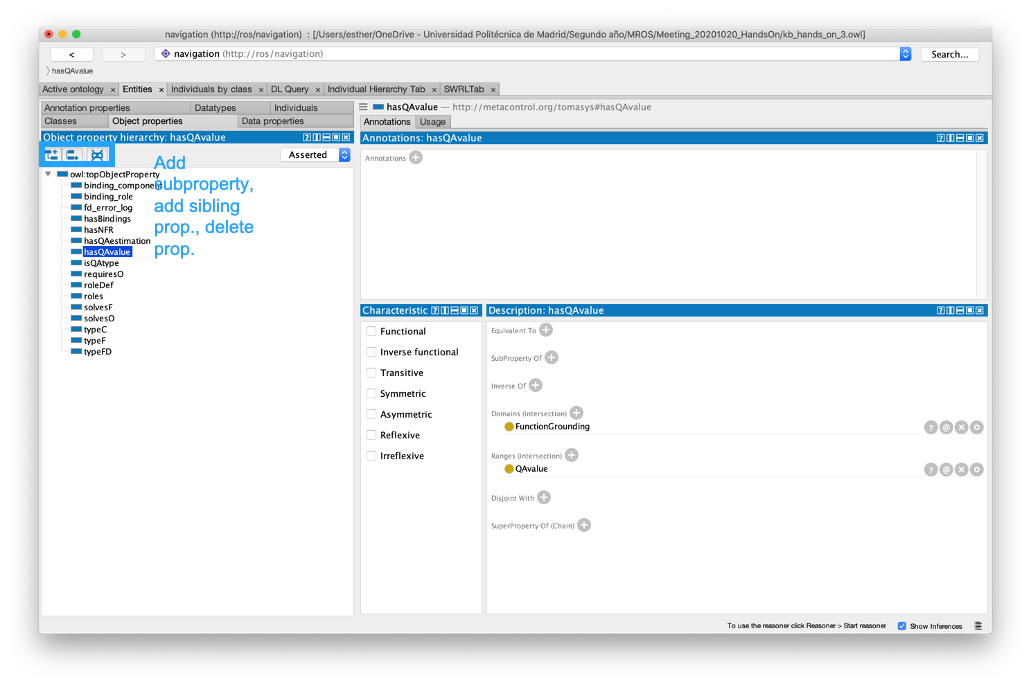 navigation (http://ros/navigation) : [/Users/esther/OneDrive - Universidad Politécnica de Madrid/Segundo año/MROS/Meeting_20201020_HandsOn/kb_hands_on_3.owl]
< > navigation (http://ros/navigation) Search...
hasQAvalue
Active ontology × Entities × Individuals by class × DL Query × Individual Hierarchy Tab × SWRLTab ×
Annotation properties Datatypes Individuals
Classes Object properties Data properties
Object property hierarchy: hasQAvalue
Asserted
Add
subproperty,
add sibling
prop., delete
prop.
owl:topObjectProperty
binding_component
binding_role
fd_error_log
hasBindings
hasNFR
hasQAestimation
hasQAvalue
isQAtype
requiresO
roleDef
roles
solvesF
solvesO
typeC
typeF
typeFD
hasQAvalue — http://metacontrol.org/tomasys#hasQAvalue
Annotations Usage
Annotations: hasQAvalue
Annotations
Characteristic
Functional
Inverse functional
Transitive
Symmetric
Asymmetric
Reflexive
Irreflexive
Description: hasQAvalue
Equivalent To
SubProperty Of
Inverse Of
Domains (intersection)
FunctionGrounding
Ranges (intersection)
QAvalue
Disjoint With
SuperProperty Of (Chain)
To use the reasoner click Reasoner > Start reasoner Show Inferences